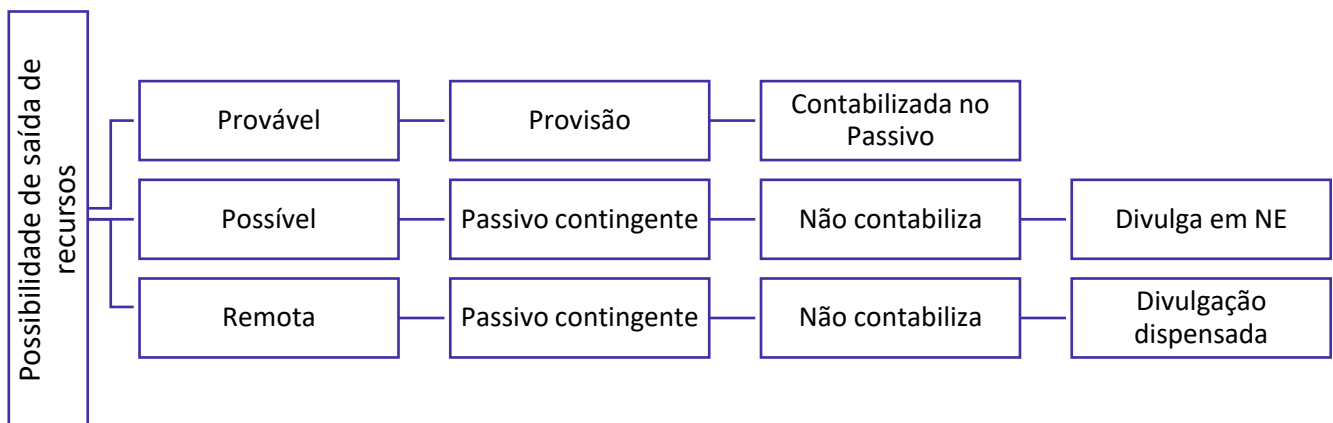 Possibilidade de saída de
recursos
Provável
Provisão
Contabilizada no
Passivo
Possível
Passivo contingente
Não contabiliza
Divulga em NE
Remota
Passivo contingente
Não contabiliza
Divulgação
dispensada